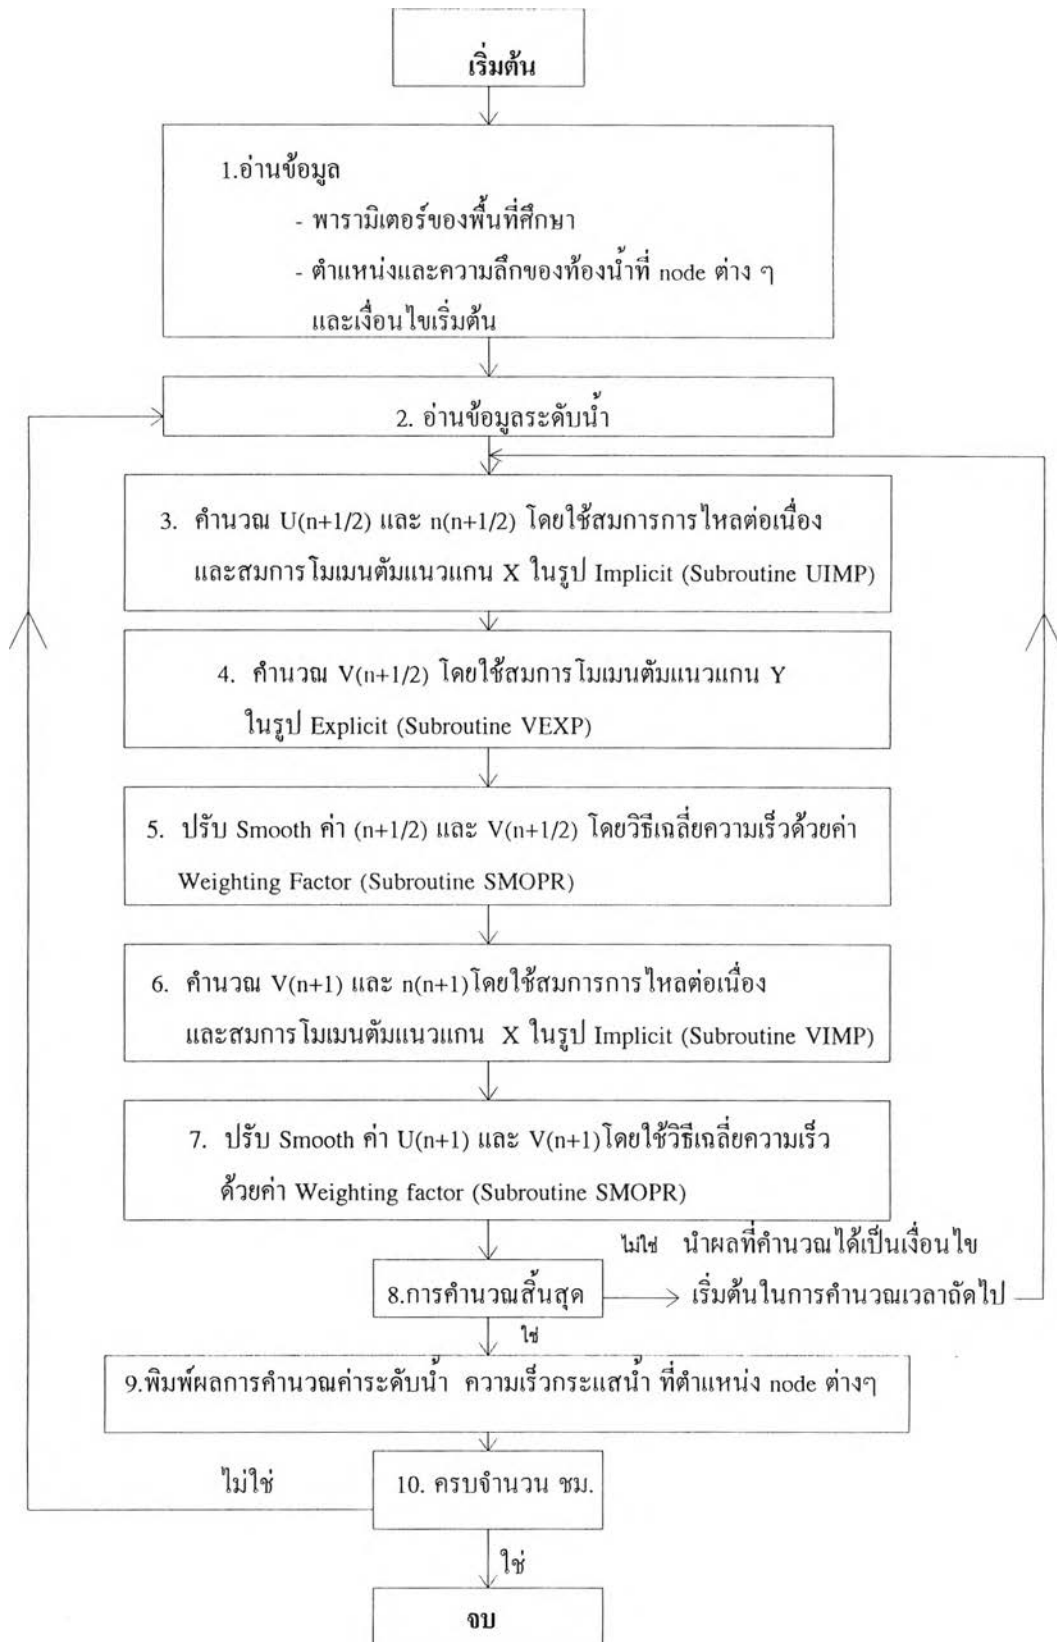 เริ่มต้น
1.อ่านข้อมูล
- พารามิเตอร์ของพื้นที่ศึกษา
- ตำแหน่งและความลึกของท้องน้ำที่ node ต่าง ๆ
และเงื่อนไขเริ่มต้น
2. อ่านข้อมูลระดับน้ำ
3. คำนวณ U(n+1/2) และ n(n+1/2) โดยใช้สมการการไหลต่อเนื่อง
และสมการโมเมนตัมแนวแกน X ในรูป Implicit (Subroutine UIMP)
4. คำนวณ V(n+1/2) โดยใช้สมการโมเมนตัมแนวแกน Y
ในรูป Explicit (Subroutine VEXP)
5. ปรับ Smooth ค่า (n+1/2) และ V(n+1/2) โดยวิธีเฉลี่ยความเร็วด้วยค่า
Weighting Factor (Subroutine SMOPR)
6. คำนวณ V(n+1) และ n(n+1)โดยใช้สมการการไหลต่อเนื่อง
และสมการโมเมนตัมแนวแกน X ในรูป Implicit (Subroutine VIMP)
7. ปรับ Smooth ค่า U(n+1) และ V(n+1)โดยใช้วิธีเฉลี่ยความเร็ว
ด้วยค่า Weighting factor (Subroutine SMOPR)
ไม่ใช่ นำผลที่คำนวณได้เป็นเงื่อนไข
8.การคำนวณสิ้นสุด
เริ่มต้นในการคำนวณเวลาถัดไป
ใช่
9.พิมพ์ผลการคำนวณค่าระดับน้ำ ความเร็วกระแสน้ำ ที่ตำแหน่ง node ต่างๆ
ไม่ใช่
10. ครบจำนวน ชม.
ใช่
จบ